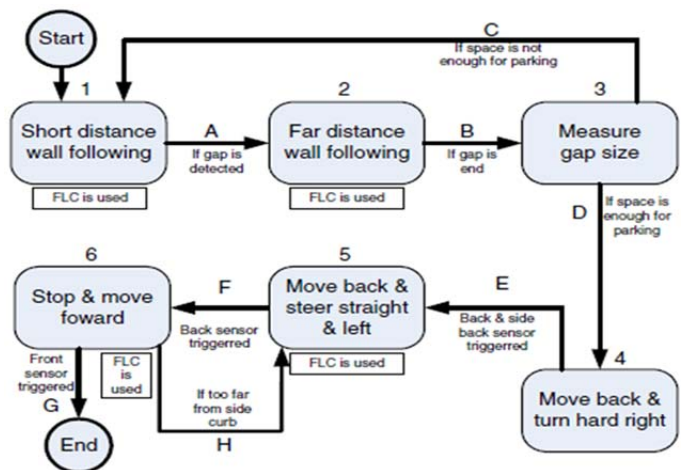 Start
C
If space is not
enough for parking
1
2
3
Short distance
wall following
A
If gap is
detected
Far distance
wall following
B
If gap is
end
Measure
gap size
FLC is used
FLC is used
D
If space is
enough for
parking
6
5
4
Stop & move
foward
F
Back sensor
triggerred
Move back &
steer straight
& left
E
Back & side
back sensor
triggerred
FLC is used
Move back &
turn hard right
Front
sensor
triggered
G
FLC
is
used
If too far
from side
curb
H
End